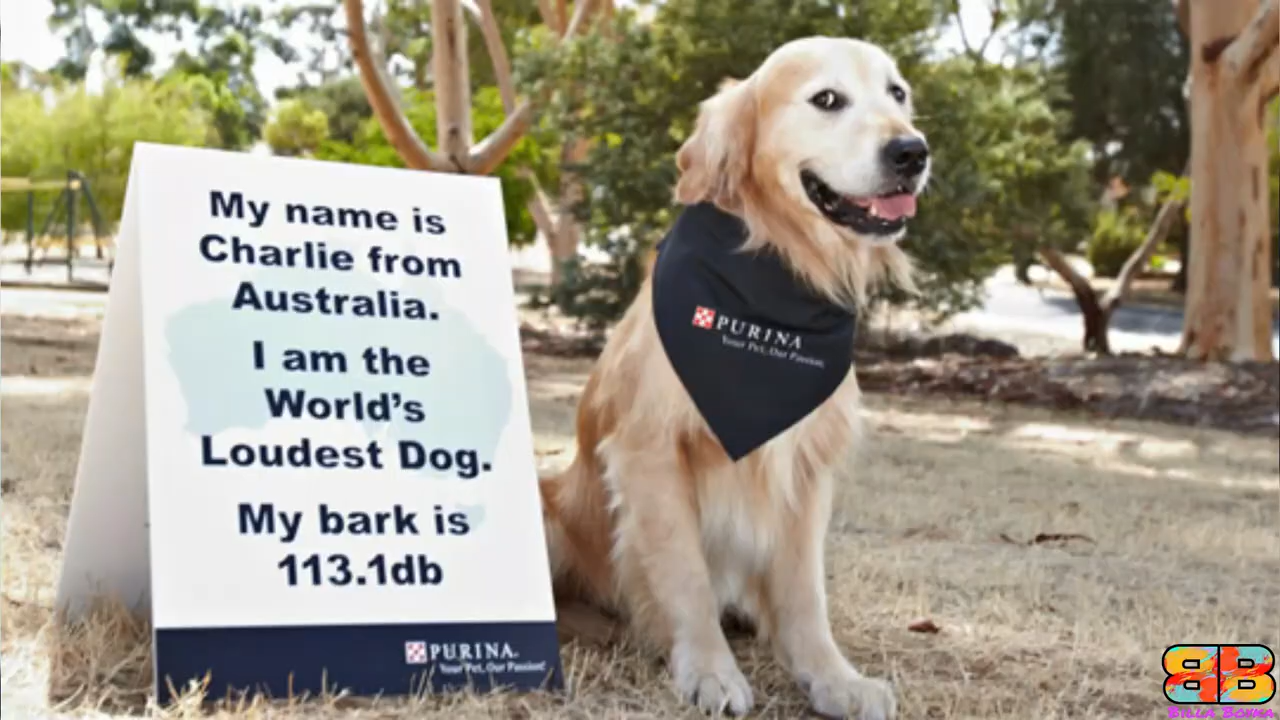 My name is
Charlie from
Australia.
I am the
World's
Loudest Dog.
My bark is
113.1db
PURINA.
Your Pet, Our Passion.
PURINA
Your Pet, Our Passion.
BB